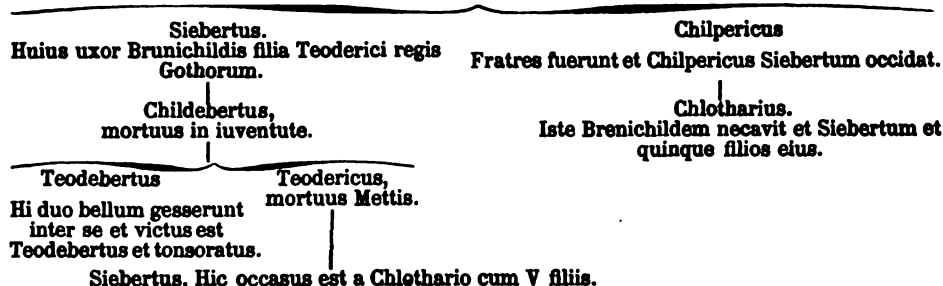 Siebertus.
Huius uxor Brunichildis filia Teoderici regis
Gothorum.
Chilpericus
Fratres fuerunt et Chilpericus Siebertum occidat.
Childebertus,
mortuus in iuventute.
Chlotharius.
Iste Brenichildem necavit et Siebertum et
quinque filios eius.
Teodebertus
Hi duo bellum gesserunt
inter se et victus est
Teodebertus et tonsoratus.
Teodericus,
mortuus Mettis.
Siebertus. Hic occasus est a Chlothario cum V filiis.